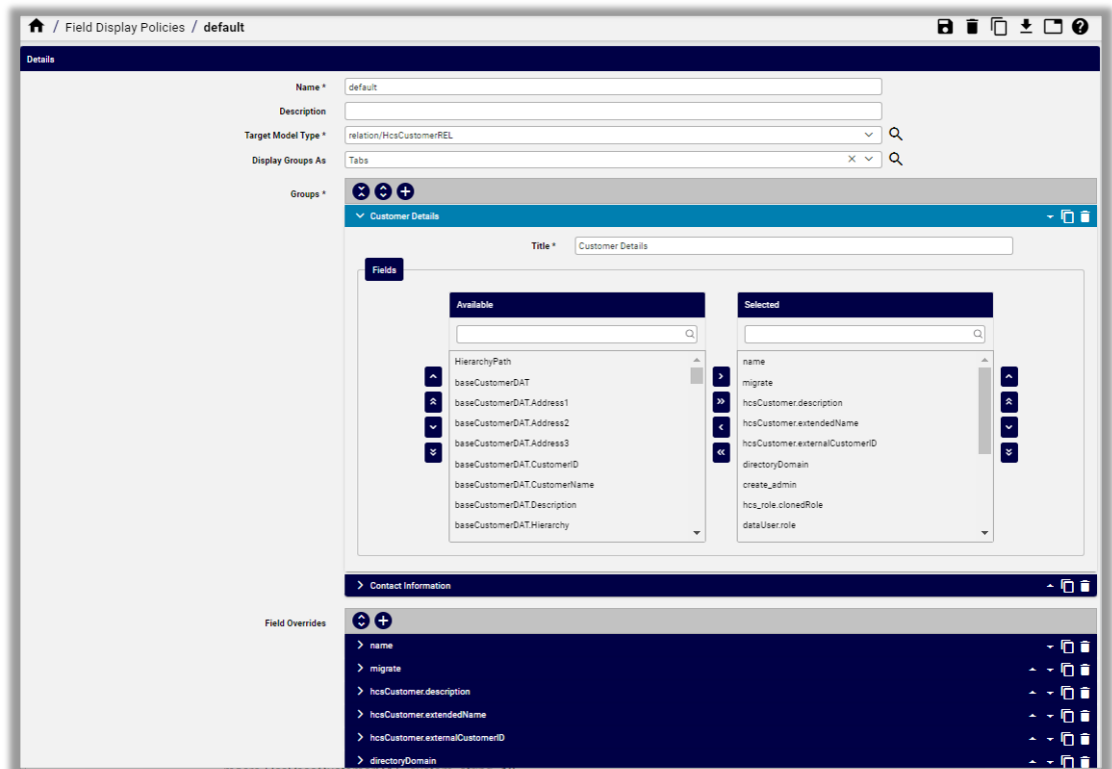 / Field Display Policies / default
Details
Name * default
Description
Target Model Type * relation/HcsCustomerREL
Display Groups As Tabs
Groups *
Customer Details
Title * Customer Details
Fields
Available Selected
HierarchyPath name
baseCustomerDAT migrate
baseCustomerDAT.Address1 hcsCustomer.description
baseCustomerDAT.Address2 hcsCustomer.extendedName
baseCustomerDAT.Address3 hcsCustomer.externalCustomerID
baseCustomerDAT.CustomerID directoryDomain
baseCustomerDAT.CustomerName create_admin
baseCustomerDAT.Description hcs_role.clonedRole
baseCustomerDAT.Hierarchy dataUser.role
Contact Information
Field Overrides
name
migrate
hcsCustomer.description
hcsCustomer.extendedName
hcsCustomer.externalCustomerID
directoryDomain